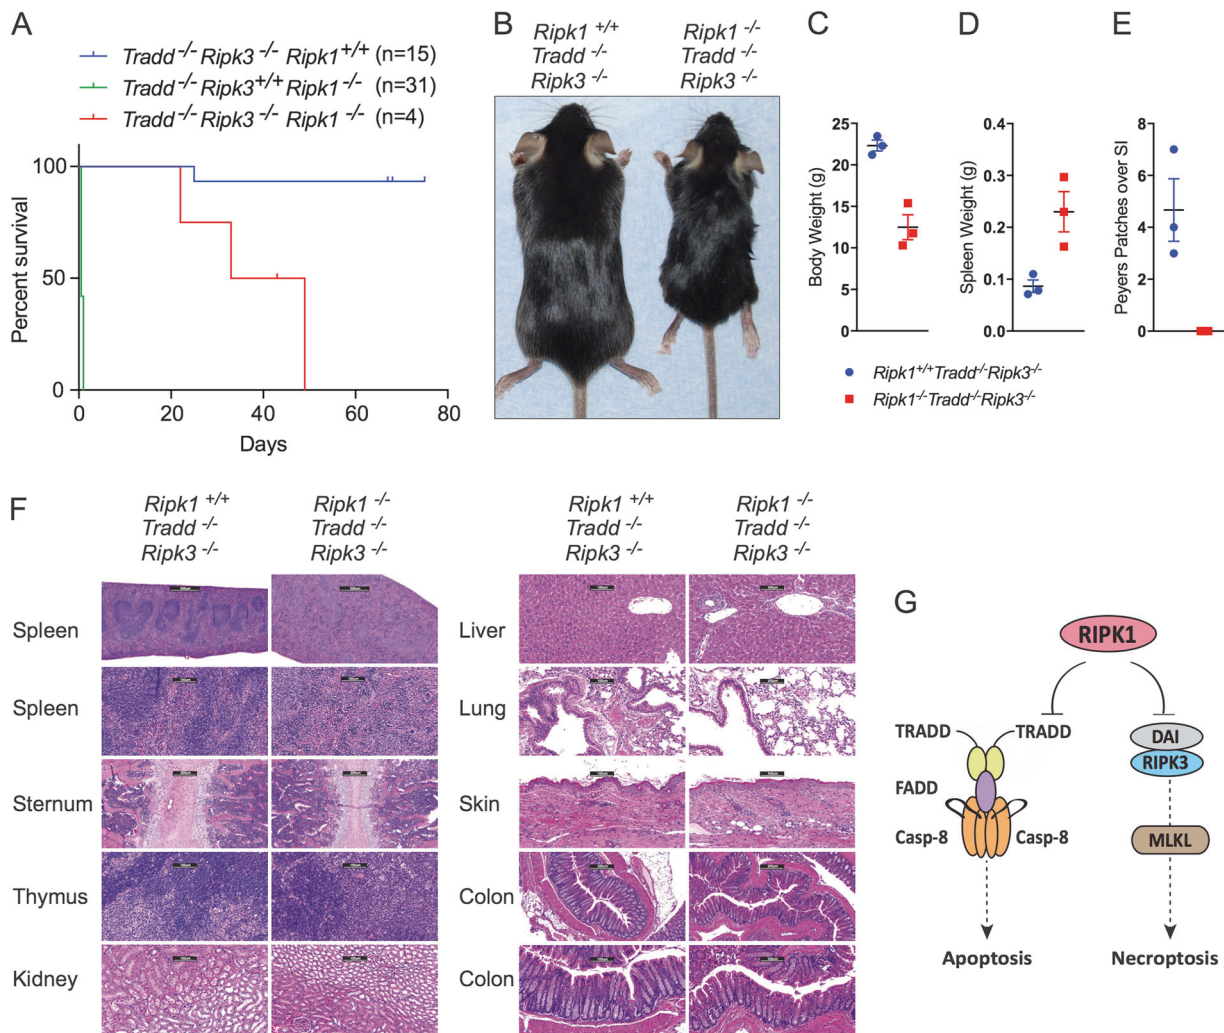 A
Tradd -/- Ripk3 -/- Ripk1 +/+ (n=15)
Tradd -/- Ripk3 +/+ Ripk1 -/- (n=31)
Tradd -/- Ripk3 -/- Ripk1 -/- (n=4)
Percent survival
100
50
0
0 20 40 60 80
Days
B
Ripk1 +/+ Ripk1 -/-
Tradd -/- Tradd -/-
Ripk3 -/- Ripk3 -/-
C
Body Weight (g)
25
20
15
10
5
0
D
Spleen Weight (g)
0.4
0.3
0.2
0.1
0.0
E
Peyers Patches over SI
8
6
4
2
0
Ripk1+/+Tradd-/-Ripk3-/-
Ripk1-/-Tradd-/-Ripk3-/-
F
Ripk1 +/+ Ripk1 -/-
Tradd -/- Tradd -/-
Ripk3 -/- Ripk3 -/-
Spleen
Spleen
Sternum
Thymus
Kidney
Ripk1 +/+ Ripk1 -/-
Tradd -/- Tradd -/-
Ripk3 -/- Ripk3 -/-
Liver
Lung
Skin
Colon
Colon
G
RIPK1
TRADD TRADD
FADD
Casp-8 Casp-8
Apoptosis
DAI
RIPK3
MLKL
Necroptosis